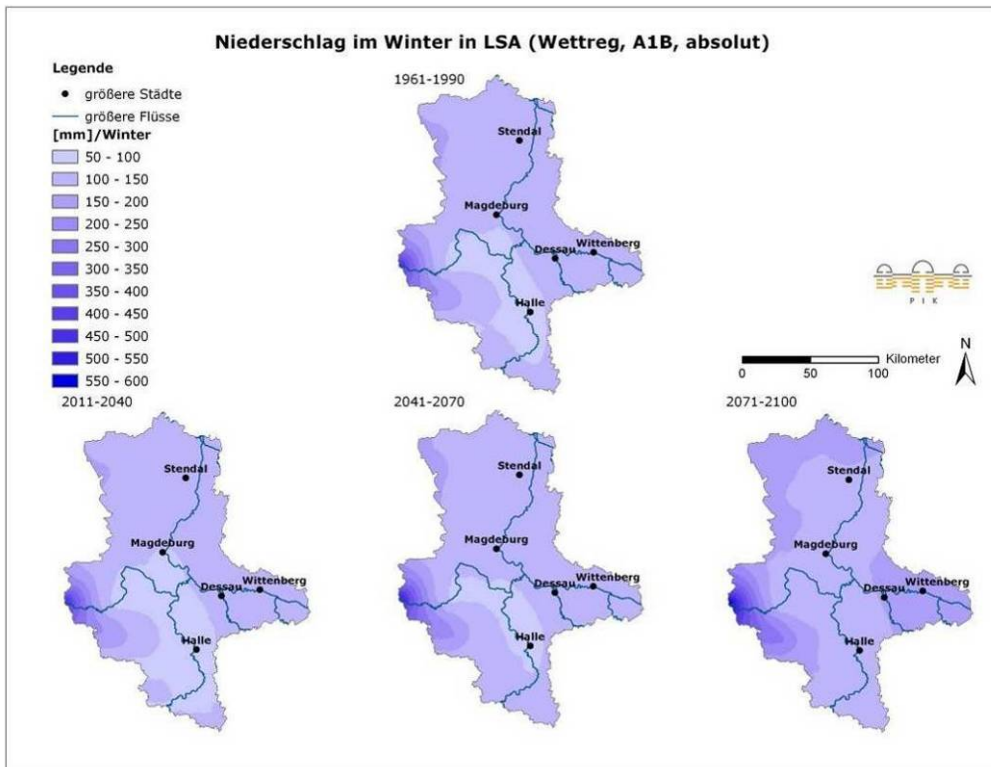 Niederschlag im Winter in LSA (Wettreg, A1B, absolut)
Legende
größere Städte
größere Flüsse
[mm]/Winter
50 - 100
100 - 150
150 - 200
200 - 250
250 - 300
300 - 350
350 - 400
400 - 450
450 - 500
500 - 550
550 - 600
1961-1990
Stendal
Magdeburg
Dessau
Wittenberg
Halle
P I K
Kilometer
0 50 100
N
2011-2040
Stendal
Magdeburg
Dessau
Wittenberg
Halle
2041-2070
Stendal
Magdeburg
Dessau
Wittenberg
Halle
2071-2100
Stendal
Magdeburg
Dessau
Wittenberg
Halle